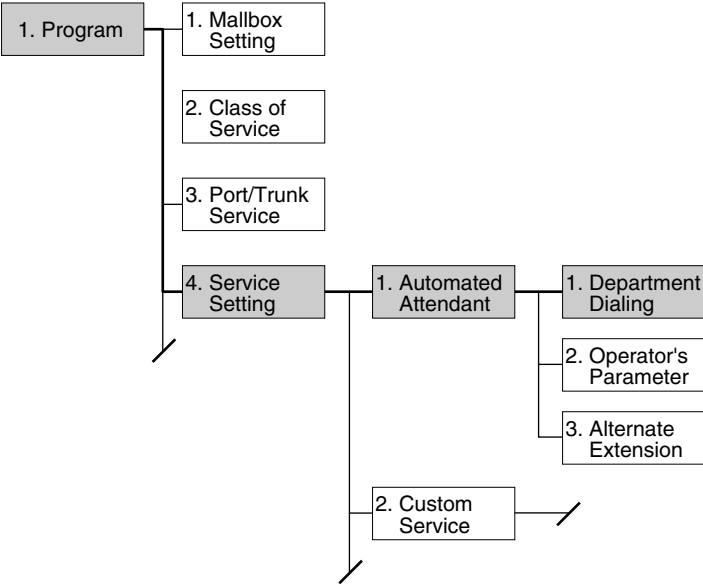 1. Program
1. Mallbox
Setting
2. Class of
Service
3. Port/Trunk
Service
4. Service
Setting
1. Automated
Attendant
1. Department
Dialing
2. Operator's
Parameter
3. Alternate
Extension
2. Custom
Service